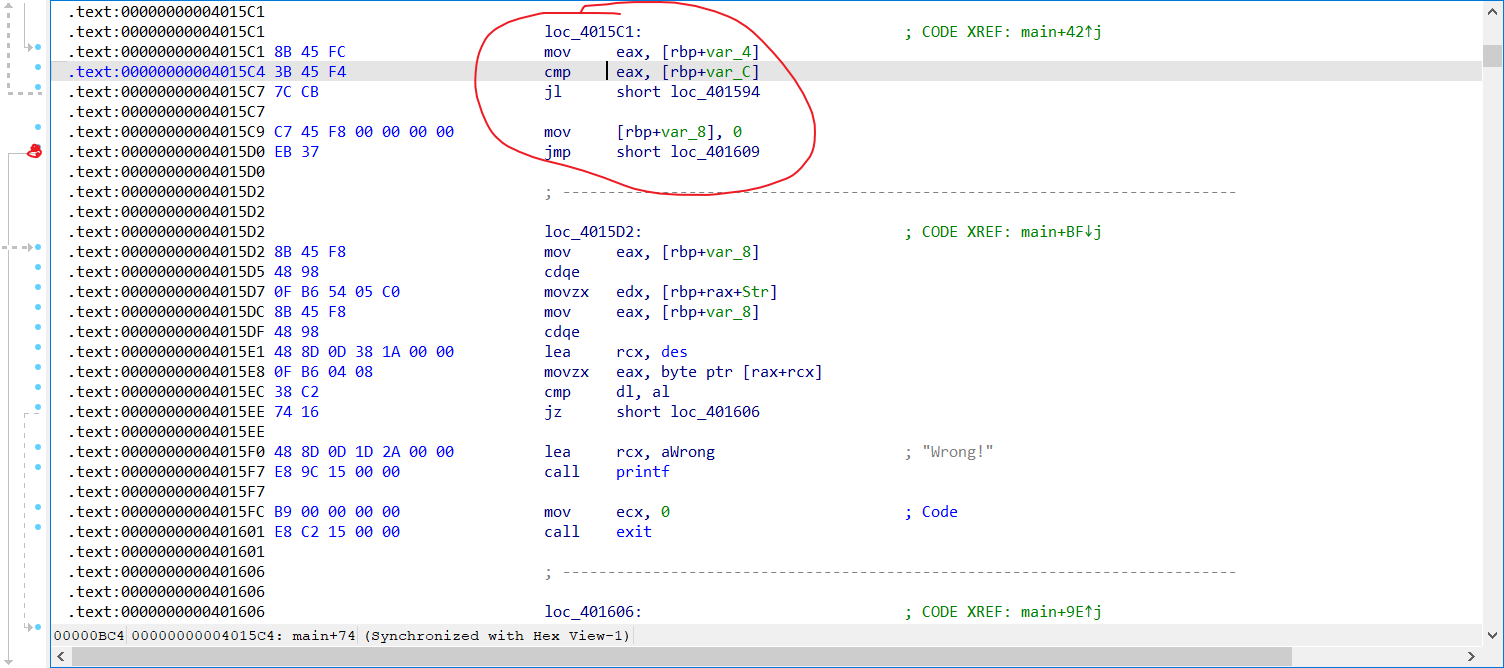 .text:00000000004015C1
.text:00000000004015C1 loc_4015C1: ; CODE XREF: main+42↑j
.text:00000000004015C1 8B 45 FC mov eax, [rbp+var_4]
.text:00000000004015C4 3B 45 F4 cmp eax, [rbp+var_C]
.text:00000000004015C7 7C CB jl short loc_401594
.text:00000000004015C7
.text:00000000004015C9 C7 45 F8 00 00 00 00 mov [rbp+var_8], 0
.text:00000000004015D0 EB 37 jmp short loc_401609
.text:00000000004015D0
.text:00000000004015D2 ; ---------------------------------------------------------------------------
.text:00000000004015D2
.text:00000000004015D2 loc_4015D2: ; CODE XREF: main+BF↓j
.text:00000000004015D2 8B 45 F8 mov eax, [rbp+var_8]
.text:00000000004015D5 48 98 cdqe
.text:00000000004015D7 0F B6 54 05 C0 movzx edx, [rbp+rax+Str]
.text:00000000004015DC 8B 45 F8 mov eax, [rbp+var_8]
.text:00000000004015DF 48 98 cdqe
.text:00000000004015E1 48 8D 0D 38 1A 00 00 lea rcx, des
.text:00000000004015E8 0F B6 04 08 movzx eax, byte ptr [rax+rcx]
.text:00000000004015EC 38 C2 cmp dl, al
.text:00000000004015EE 74 16 jz short loc_401606
.text:00000000004015EE
.text:00000000004015F0 48 8D 0D 1D 2A 00 00 lea rcx, aWrong ; "Wrong!"
.text:00000000004015F7 E8 9C 15 00 00 call printf
.text:00000000004015F7
.text:00000000004015FC B9 00 00 00 00 mov ecx, 0 ; Code
.text:0000000000401601 E8 C2 15 00 00 call exit
.text:0000000000401601
.text:0000000000401606 ; ---------------------------------------------------------------------------
.text:0000000000401606
.text:0000000000401606 loc_401606: ; CODE XREF: main+9E↑j
00000BC4 00000000004015C4: main+74 (Synchronized with Hex View-1)